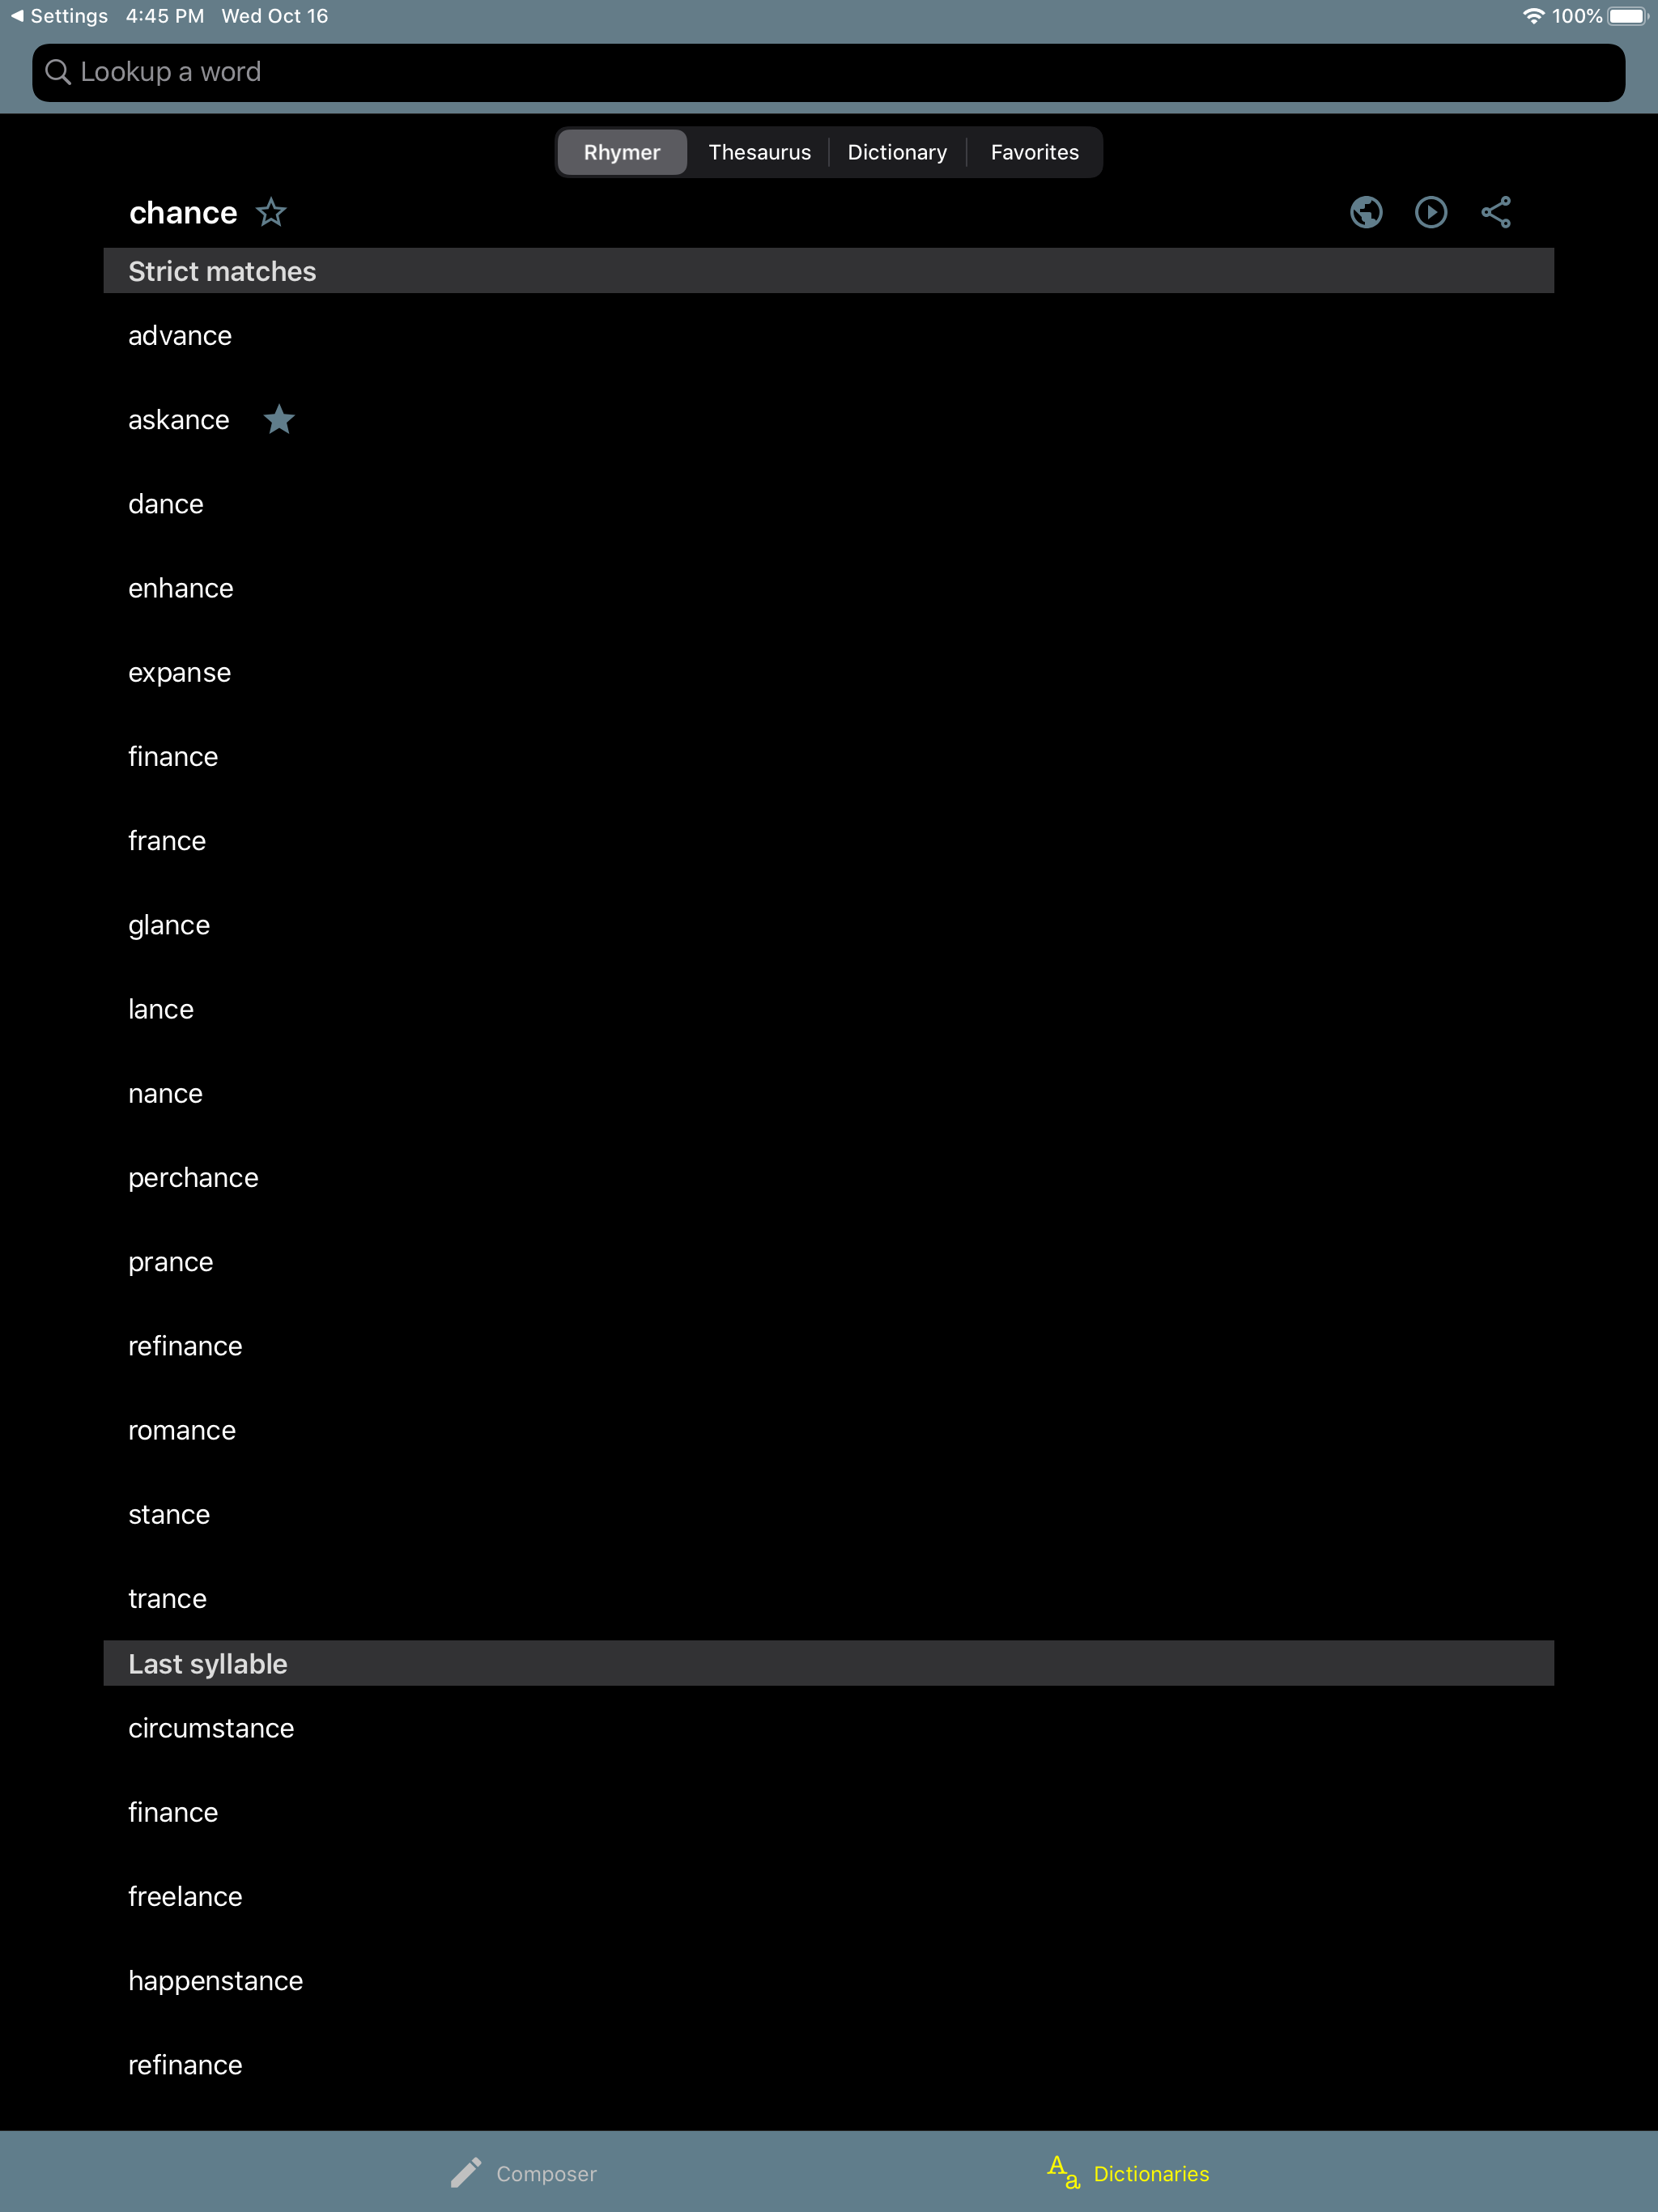 Settings 4:45 PM Wed Oct 16 100%
Lookup a word
Rhymer Thesaurus Dictionary Favorites
chance
Strict matches
advance
askance
dance
enhance
expanse
finance
france
glance
lance
nance
perchance
prance
refinance
romance
stance
trance
Last syllable
circumstance
finance
freelance
happenstance
refinance
Composer Aa Dictionaries